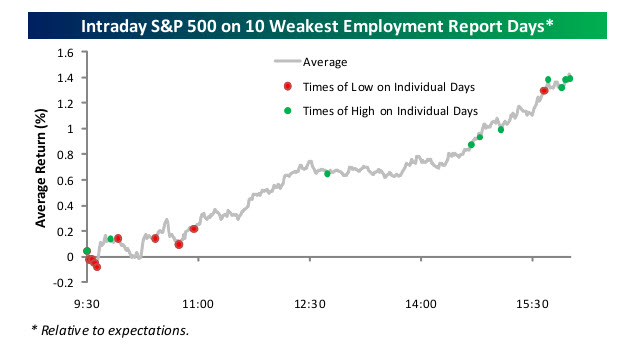 Intraday S&P 500 on 10 Weakest Employment Report Days*
1.6
1.4
1.2
1
0.8
0.6
0.4
0.2
0
-0.2
Average Return (%)
Average
Times of Low on Individual Days
Times of High on Individual Days
9:30 11:00 12:30 14:00 15:30
* Relative to expectations.